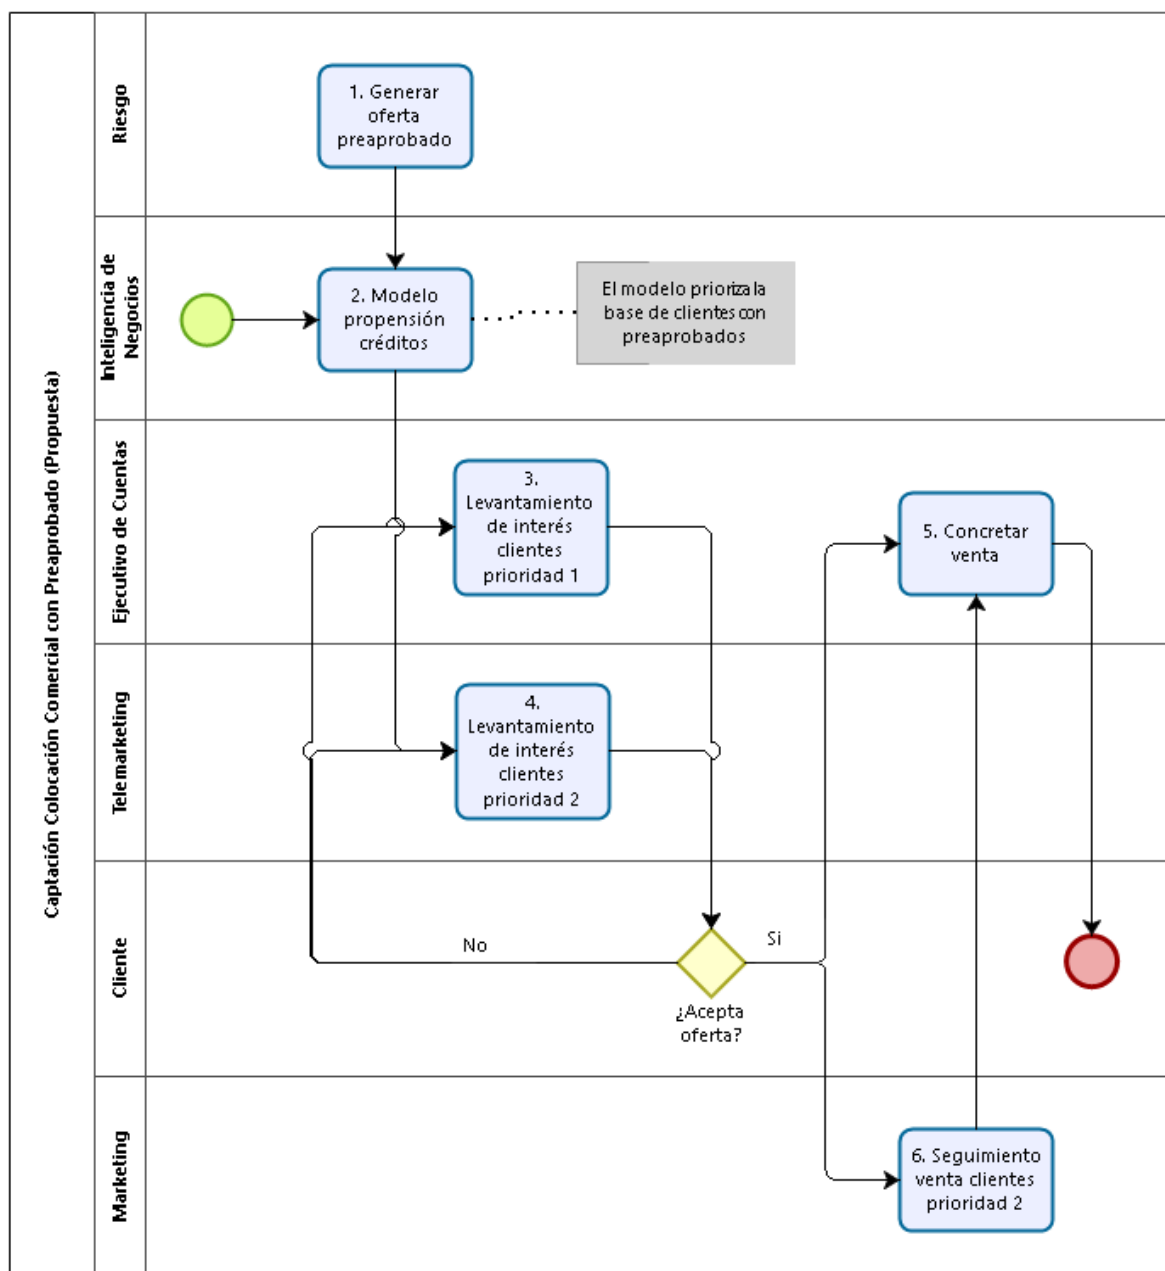 Captación Colocación Comercial con Preaprobado (Propuesta)
Riesgo
1. Generar
oferta
preaprobado
Inteligencia de
Negocios
2. Modelo
propensión
créditos
El modelo prioriza la
base de clientes con
preaprobados
Ejecutivo de Cuentas
3.
Levantamiento
de interés
clientes
prioridad 1
5. Concretar
venta
Telemarketing
4.
Levantamiento
de interés
clientes
prioridad 2
Cliente
No
Si
¿Acepta
oferta?
Marketing
6. Seguimiento
venta clientes
prioridad 2